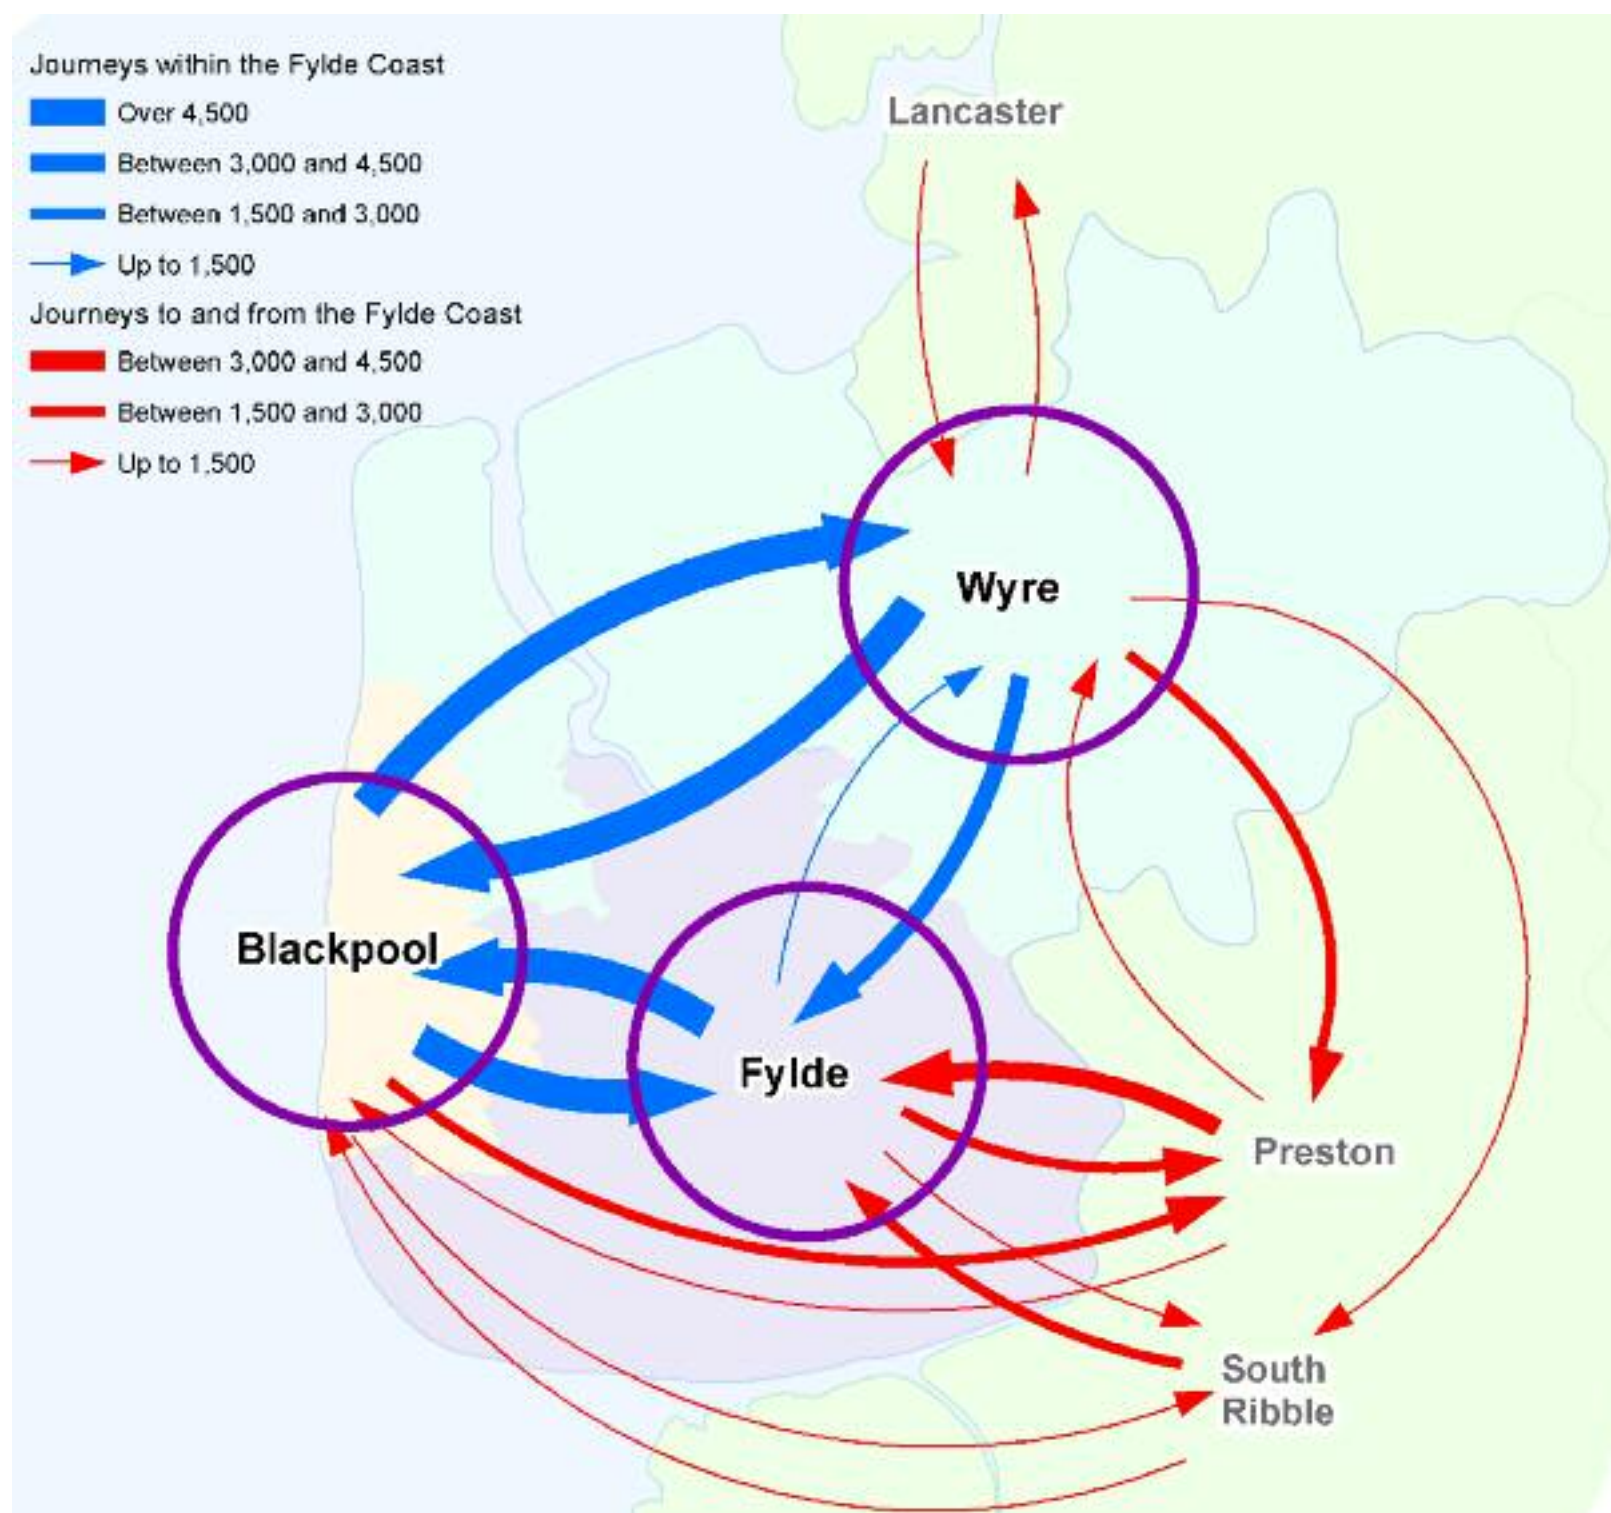 Journeys within the Fylde Coast
Over 4,500
Between 3,000 and 4,500
Between 1,500 and 3,000
Up to 1,500
Journeys to and from the Fylde Coast
Between 3,000 and 4,500
Between 1,500 and 3,000
Up to 1,500
Lancaster
Wyre
Blackpool
Fylde
Preston
South
Ribble